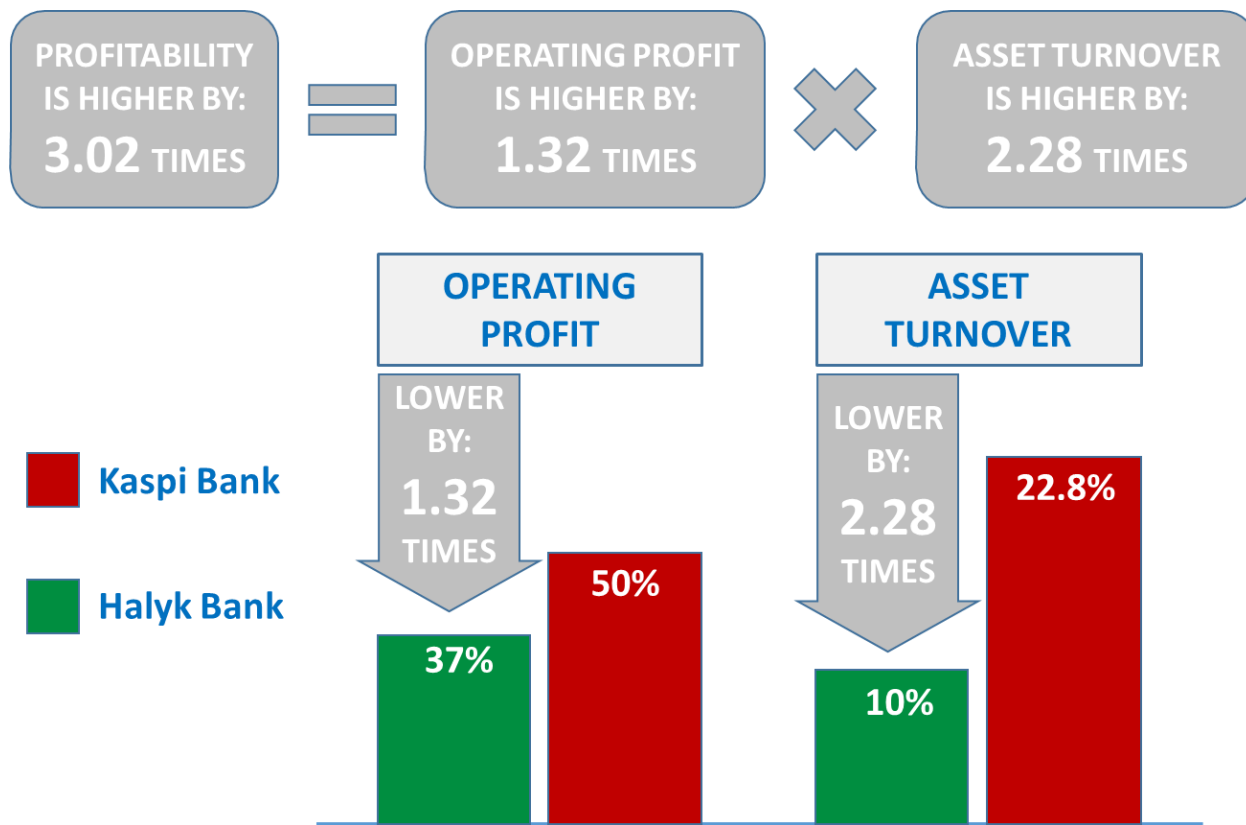 PROFITABILITY
IS HIGHER BY:
3.02 TIMES
OPERATING PROFIT
IS HIGHER BY:
1.32 TIMES
ASSET TURNOVER
IS HIGHER BY:
2.28 TIMES
OPERATING
PROFIT
ASSET
TURNOVER
LOWER
BY:
1.32
TIMES
LOWER
BY:
2.28
TIMES
Kaspi Bank
Halyk Bank
37%
50%
10%
22.8%